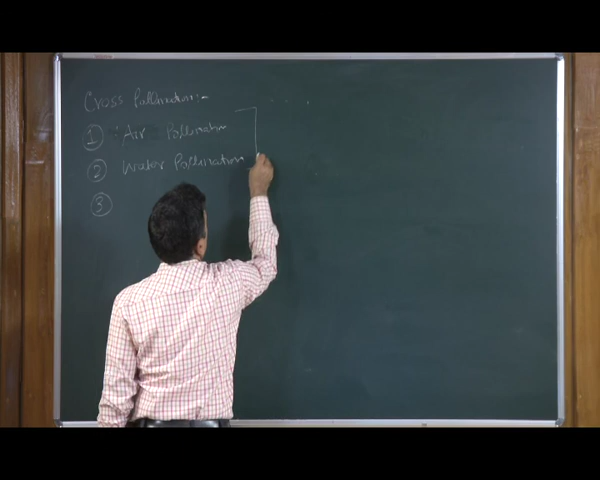 Cross Pollination :-
① Air Pollination
② Water Pollination
③